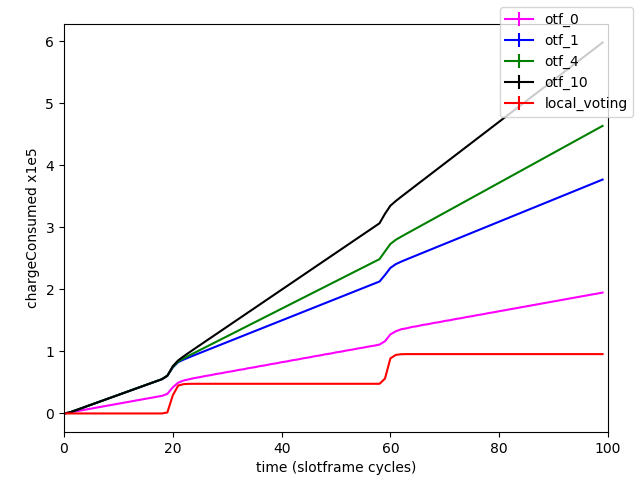 otf_0
otf_1
otf_4
otf_10
local_voting
chargeConsumed x1e5
6
5
4
3
2
1
0
0 20 40 60 80 100
time (slotframe cycles)